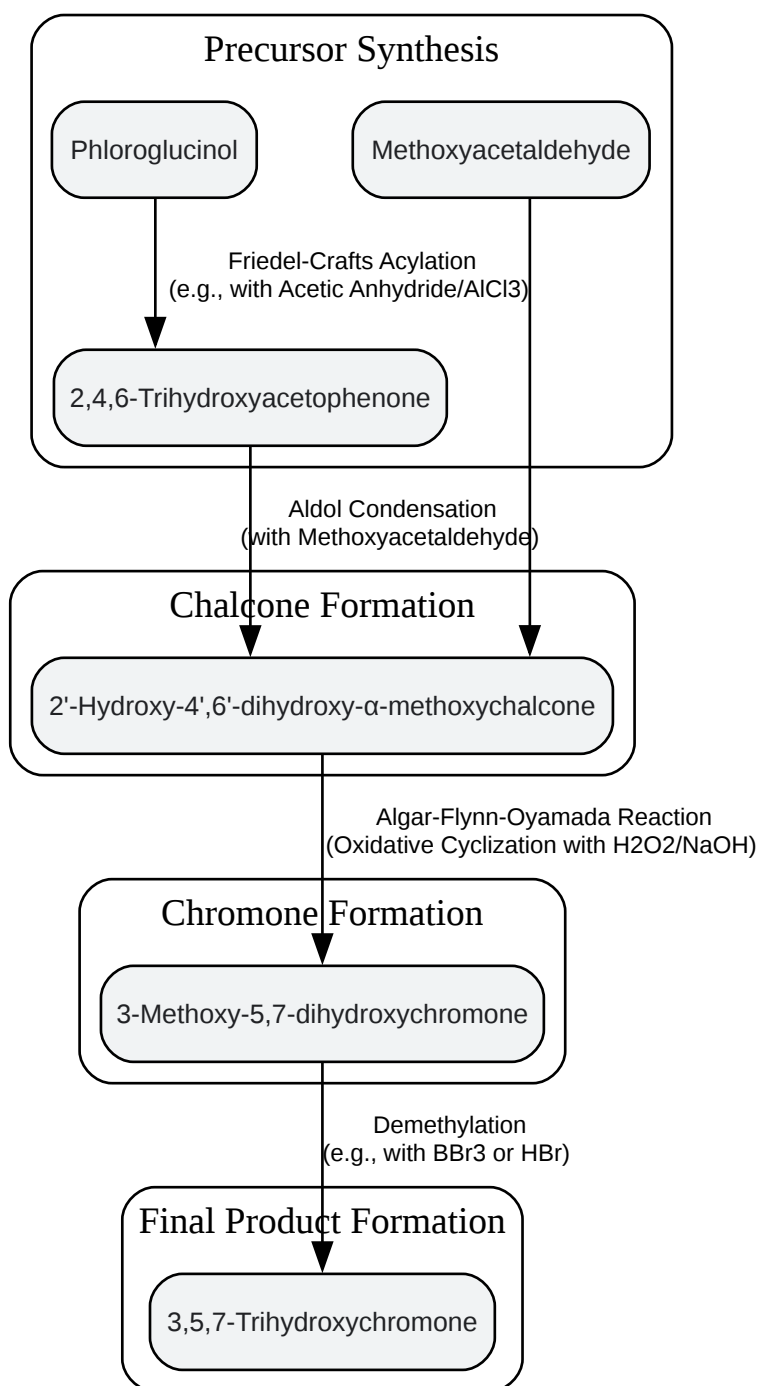 Precursor Synthesis
Phloroglucinol
Methoxyacetaldehyde
Friedel-Crafts Acylation
(e.g., with Acetic Anhydride/AlCl3)
2,4,6-Trihydroxyacetophenone
Aldol Condensation
(with Methoxyacetaldehyde)
Chalcone Formation
2'-Hydroxy-4',6'-dihydroxy-α-methoxychalcone
Algar-Flynn-Oyamada Reaction
(Oxidative Cyclization with H2O2/NaOH)
Chromone Formation
3-Methoxy-5,7-dihydroxychromone
Demethylation
(e.g., with BBr3 or HBr)
Final Product Formation
3,5,7-Trihydroxychromone